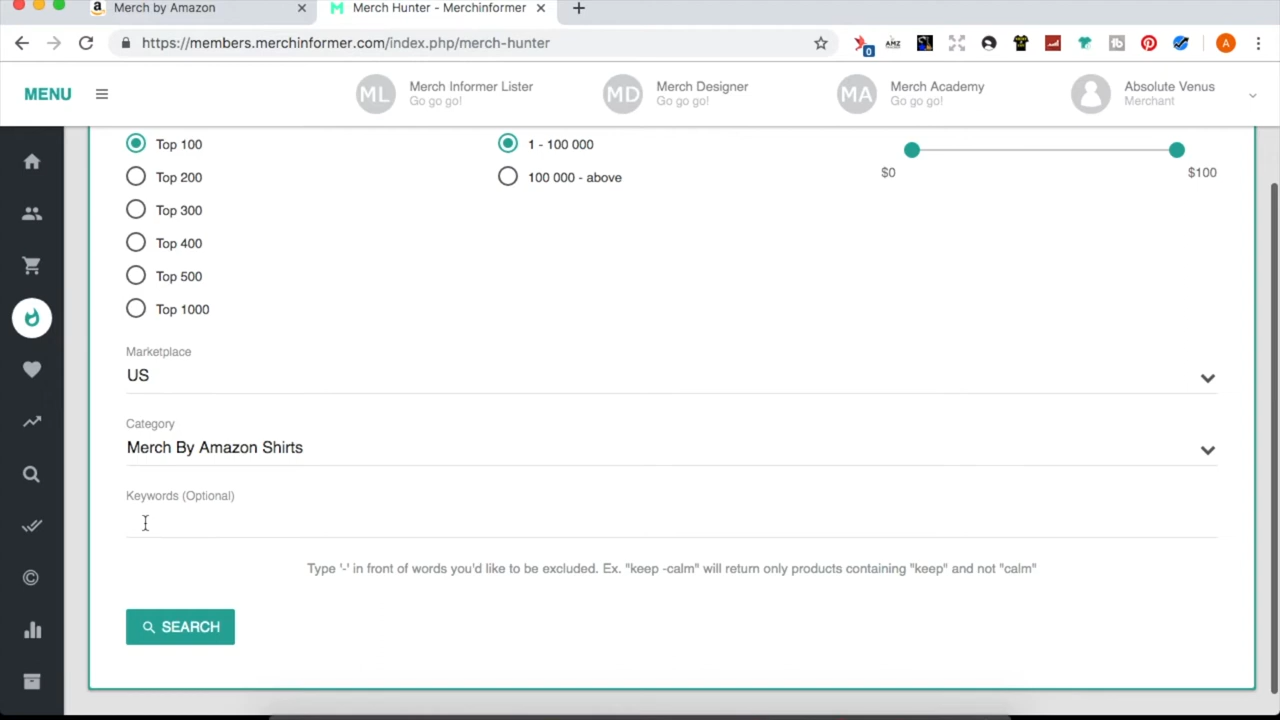 Merch by Amazon
Merch Hunter - Merchinformer
https://members.merchinformer.com/index.php/merch-hunter
0
AMZ
tb
A
MENU
ML
Merch Informer Lister
Go go go!
MD
Merch Designer
Go go go!
MA
Merch Academy
Go go go!
Absolute Venus
Merchant
Top 100
Top 200
Top 300
Top 400
Top 500
Top 1000
1 - 100 000
100 000 - above
$0
$100
Marketplace
US
Category
Merch By Amazon Shirts
Keywords (Optional)
Type '-' in front of words you'd like to be excluded. Ex. "keep -calm" will return only products containing "keep" and not "calm"
SEARCH